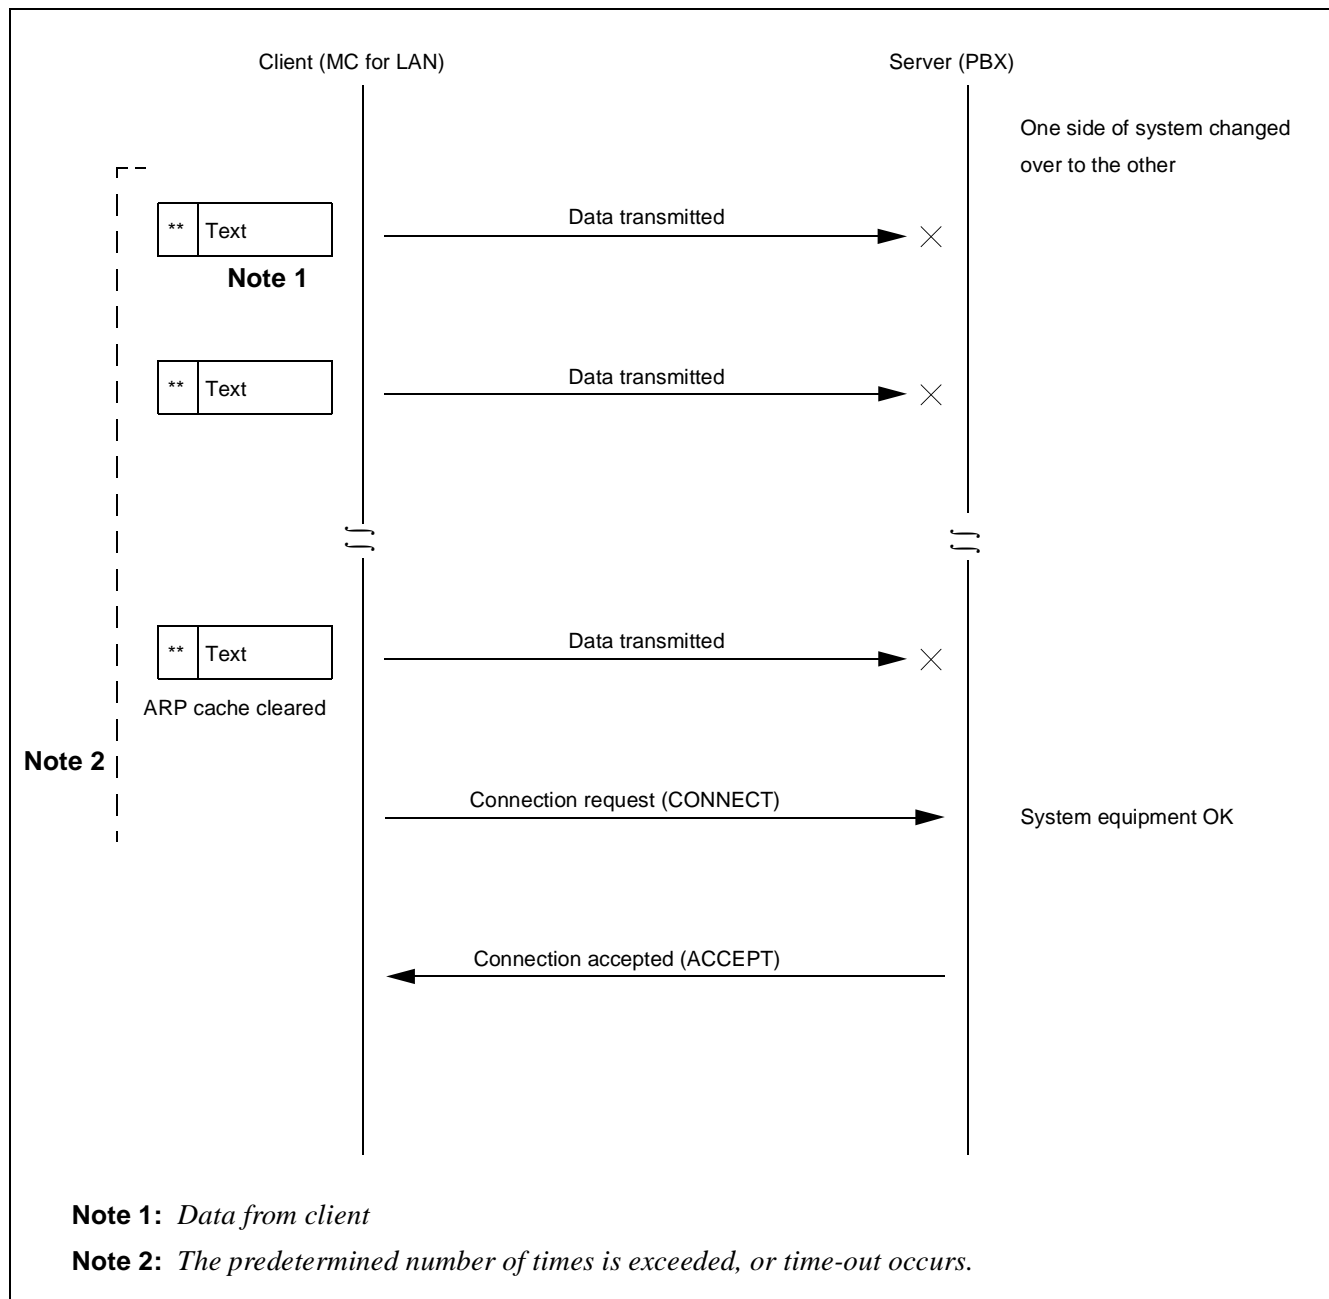 Client (MC for LAN)
Server (PBX)
One side of system changed
over to the other
** Text
Data transmitted
Note 1
** Text
Data transmitted
** Text
Data transmitted
ARP cache cleared
Note 2
Connection request (CONNECT)
System equipment OK
Connection accepted (ACCEPT)
Note 1: Data from client
Note 2: The predetermined number of times is exceeded, or time-out occurs.